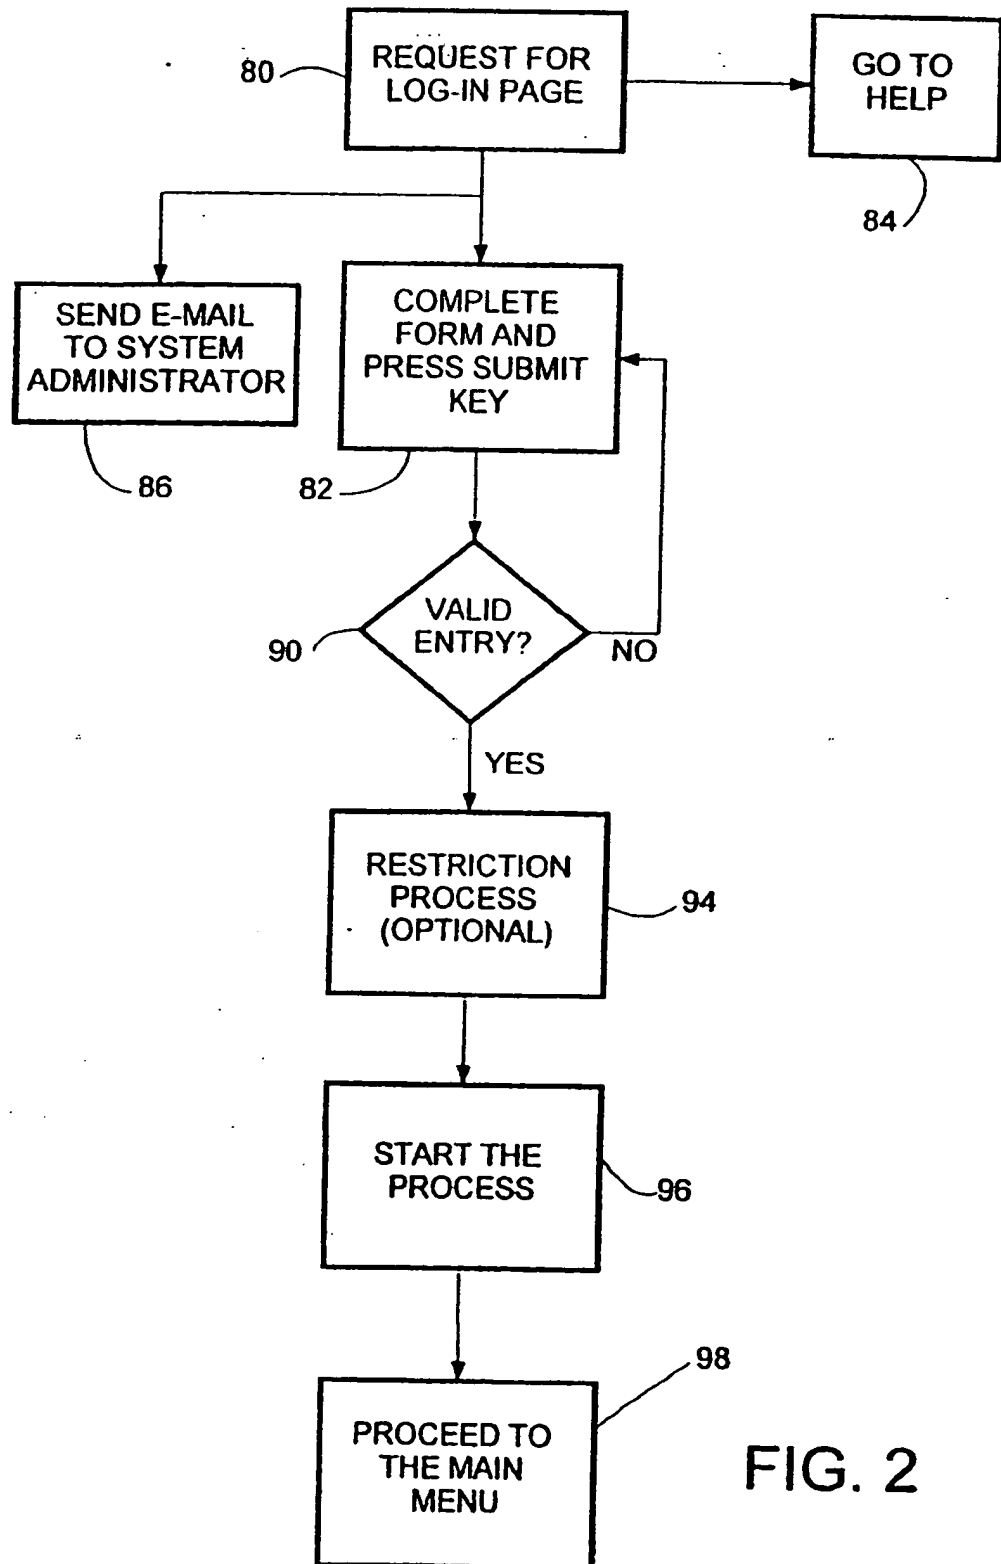 80
REQUEST FOR
LOG-IN PAGE
GO TO
HELP
84
SEND E-MAIL
TO SYSTEM
ADMINISTRATOR
86
COMPLETE
FORM AND
PRESS SUBMIT
KEY
82
90
VALID
ENTRY?
NO
YES
RESTRICTION
PROCESS
(OPTIONAL)
94
START THE
PROCESS
96
98
PROCEED TO
THE MAIN
MENU
FIG. 2